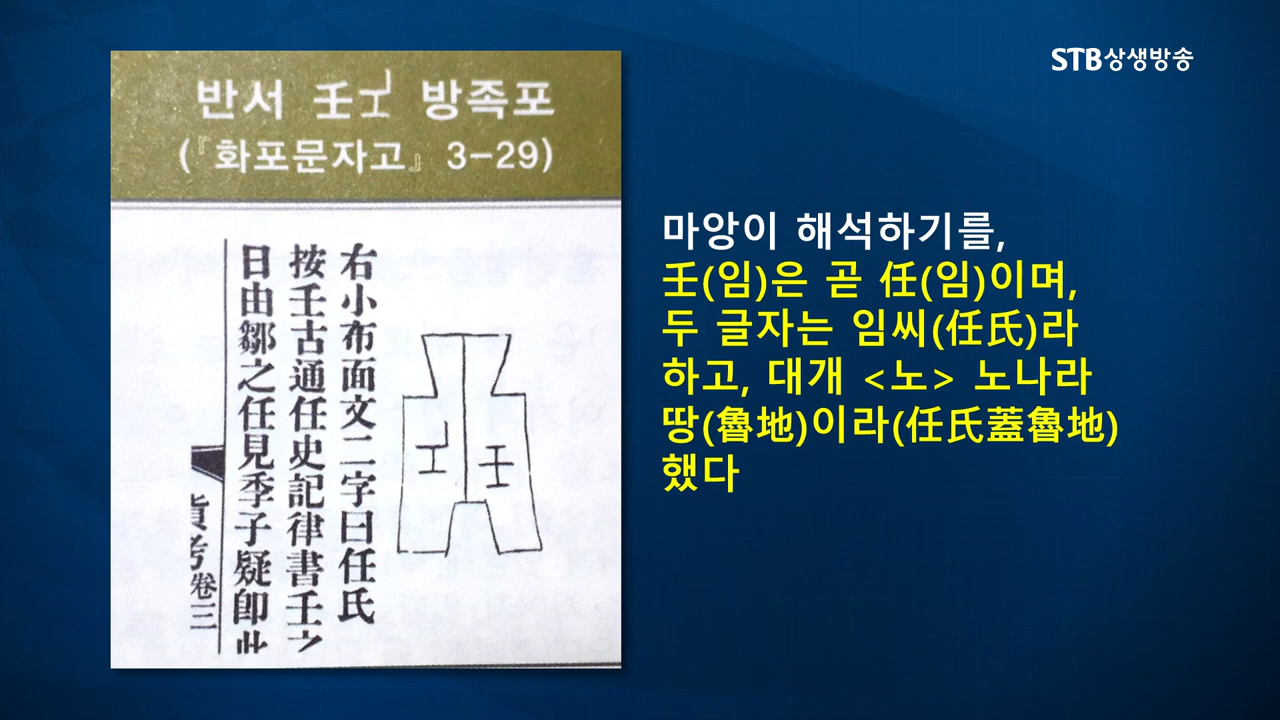 STB상생방송
반서 壬 방족포
(『화포문자고』 3-29)
右小布面文二字曰任氏
按壬古通任史記律書壬之
日由鄒之任見季子疑卽此
貨考卷三
工 壬
마앙이 해석하기를,
壬(임)은 곧 任(임)이며,
두 글자는 임씨(任氏)라
하고, 대개 <노> 노나라
땅(魯地)이라(任氏蓋魯地)
했다